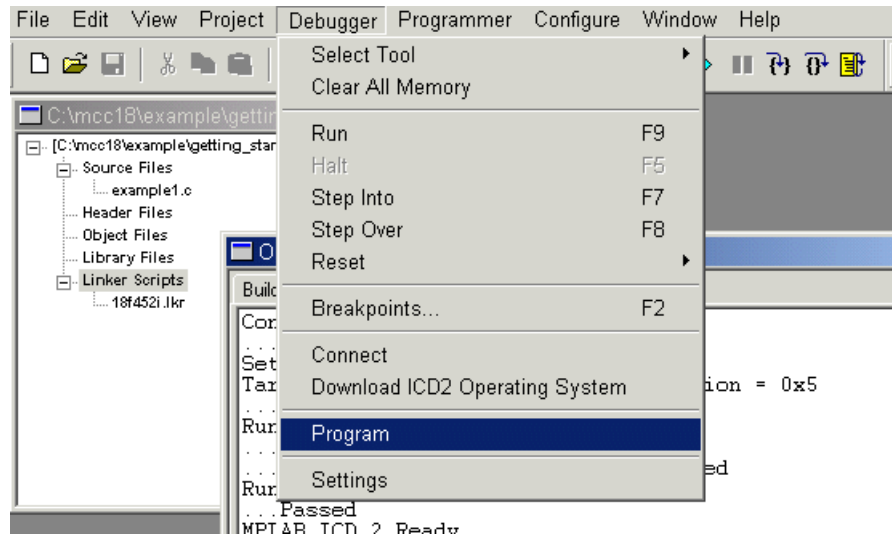 File Edit View Project Debugger Programmer Configure Window Help
Select Tool
Clear All Memory
C:\mcc18\example\gettin
[C:\mcc18\example\getting_star
Run F9
Source Files
Halt F5
example1.c
Step Into F7
Header Files
Step Over F8
Object Files
Library Files
Reset
Linker Scripts
18f452i.lkr
Breakpoints... F2
Connect
Set
Download ICD2 Operating System
Tar ion = 0x5
...
Run
Program
...
... ed
Settings
Run
...Passed
MPLAB ICD 2 Ready